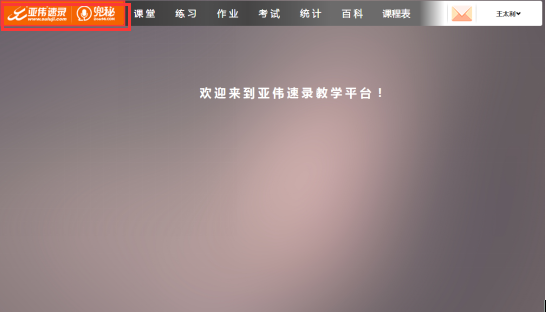 亚伟速录
www.suluji.com
兜秘
课堂
练习
作业
考试
统计
百科
课程表
王太利
欢迎来到亚伟速录教学平台！